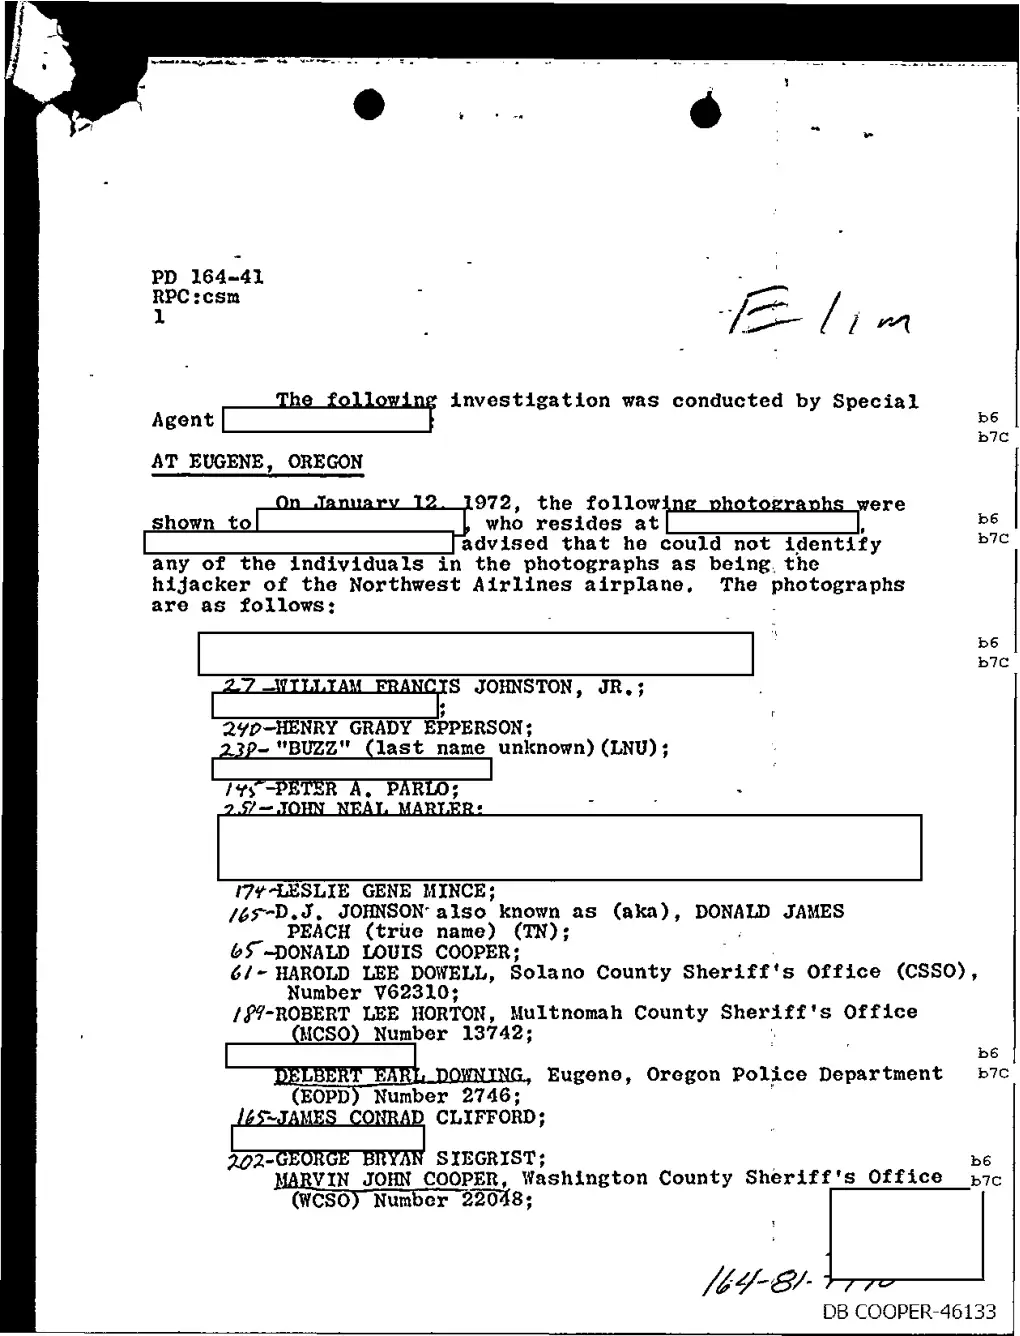 PD 164-41
RPC:csm
1
Elim
The following investigation was conducted by Special
Agent :
b6
b7C
AT EUGENE, OREGON
On January 12, 1972, the following photographs were
shown to , who resides at .
b6
b7C
advised that he could not identify
any of the individuals in the photographs as being the
hijacker of the Northwest Airlines airplane. The photographs
are as follows:
b6
b7C
27-WILLIAM FRANCIS JOHNSTON, JR.;
;
240-HENRY GRADY EPPERSON;
"BUZZ" (last name unknown)(LNU);
145-PETER A. PARLO;
251-JOHN NEAL MARLER;
174-LESLIE GENE MINCE;
165-D.J. JOHNSON also known as (aka), DONALD JAMES
PEACH (true name) (TN);
65-DONALD LOUIS COOPER;
61-HAROLD LEE DOWELL, Solano County Sheriff's Office (CSSO),
Number V62310;
189-ROBERT LEE HORTON, Multnomah County Sheriff's Office
(MCSO) Number 13742;
b6
b7C
DELBERT EARL DOWNING, Eugene, Oregon Police Department
(EOPD) Number 2746;
165-JAMES CONRAD CLIFFORD;
202-GEORGE BRYAN SIEGRIST;
b6
b7C
MARVIN JOHN COOPER, Washington County Sheriff's Office
(WCSO) Number 22048;
164-81-
DB COOPER-46133